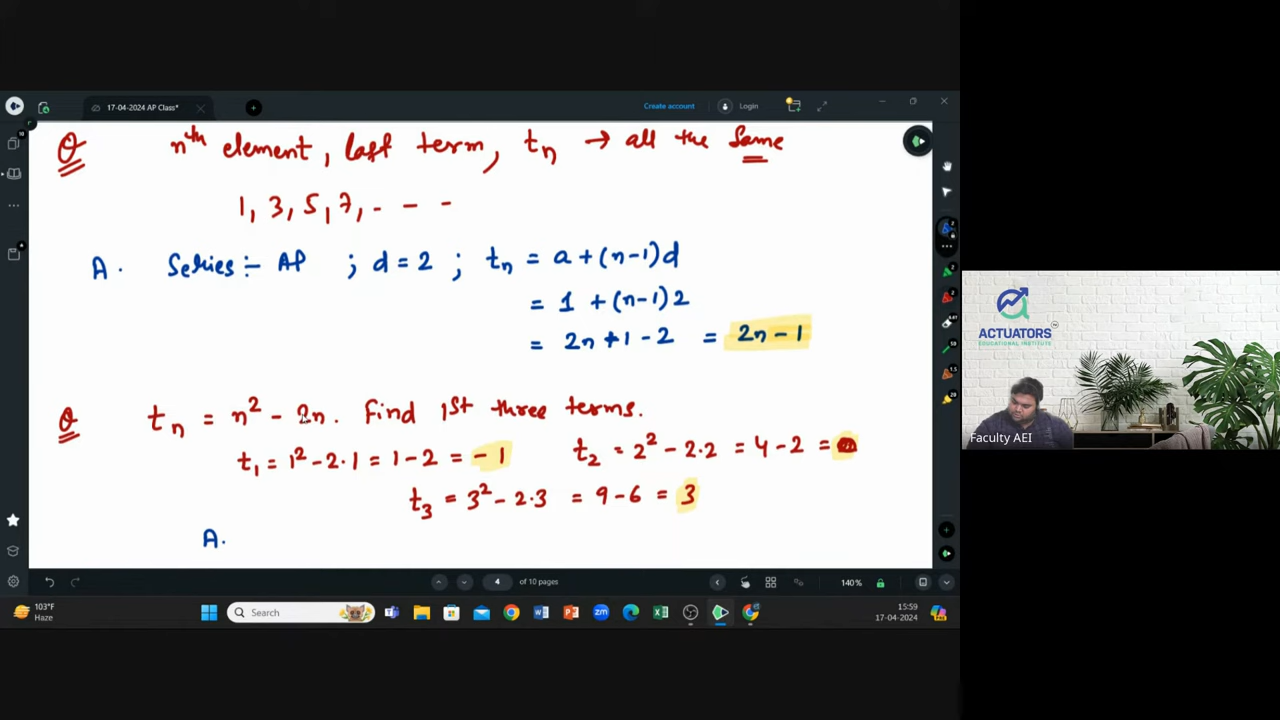 17-04-2024 AP Class*
Create account
Login
Q nth element, last term, tn → all the Same
1, 3, 5, 7, - - -
A. Series:- AP ; d = 2 ; tn = a + (n-1)d
= 1 + (n-1)2
= 2n + 1 - 2 = 2n - 1
Q tn = n² - 2n. Find 1st three terms.
t1 = 1² - 2·1 = 1 - 2 = -1 t2 = 2² - 2·2 = 4 - 2 =
t3 = 3² - 2·3 = 9 - 6 = 3
A.
4 of 10 pages
140%
103°F
Haze
Search
15:59
17-04-2024
ACTUATORS
EDUCATIONAL INSTITUTE
Faculty AEI